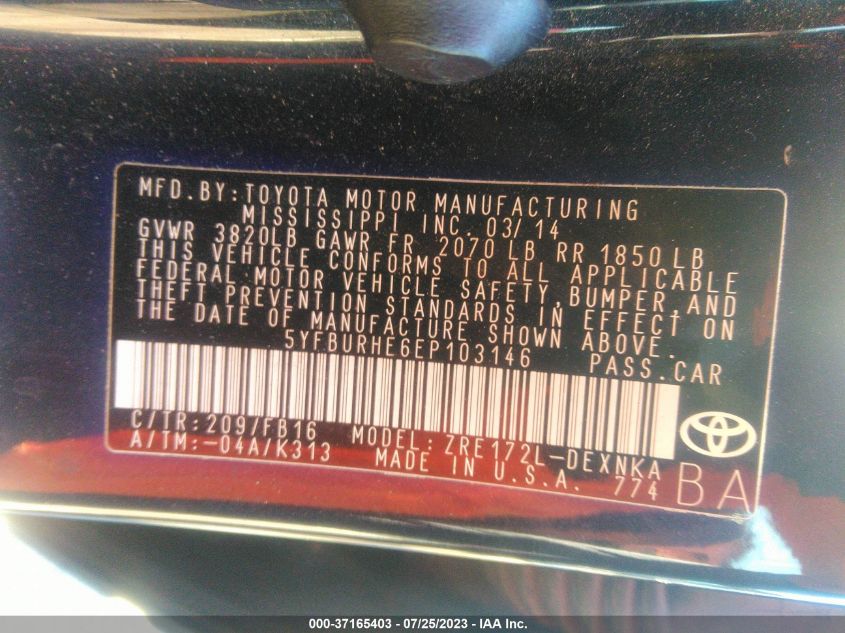 MFD.BY:TOYOTA MOTOR MANUFACTURING
MISSISSIPPI INC. 03/14
GVWR 3820LB GAWR FR 2070 LB RR 1850 LB
THIS VEHICLE CONFORMS TO ALL APPLICABLE
FEDERAL MOTOR VEHICLE SAFETY,BUMPER,AND
THEFT PREVENTION STANDARDS IN EFFECT ON
THE DATE OF MANUFACTURE SHOWN ABOVE.
5YFBURHE6EP103146 PASS.CAR
C/TR:209/FB16 MODEL:ZRE172L-DEXNKA
A/TM:-04A/K313 MADE IN U.S.A. 774 BA
000-37165403 - 07/25/2023 - © IAA Inc.